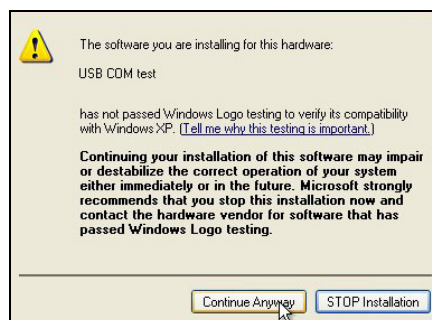 The software you are installing for this hardware:
USB COM test
has not passed Windows Logo testing to verify its compatibility
with Windows XP. (Tell me why this testing is important.)
Continuing your installation of this software may impair
or destabilize the correct operation of your system
either immediately or in the future. Microsoft strongly
recommends that you stop this installation now and
contact the hardware vendor for software that has
passed Windows Logo testing.
Continue Anyway STOP Installation